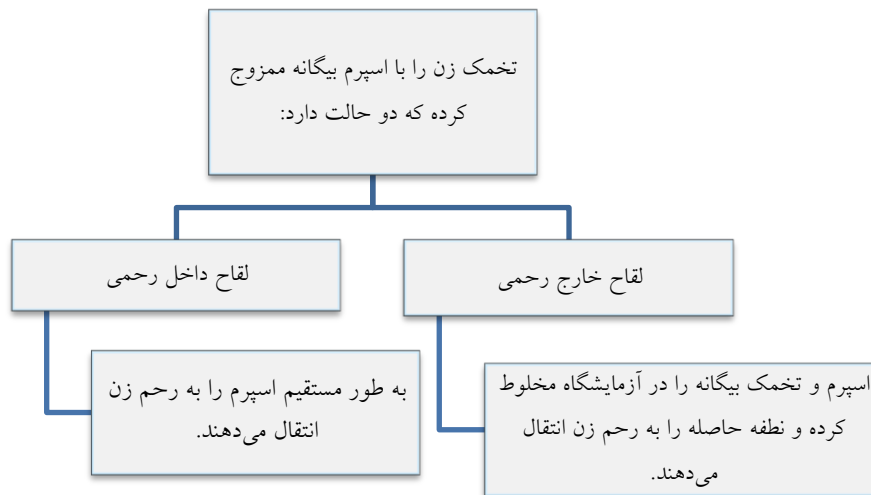 تخمک زن را با اسپرم بیگانه ممزوج
کرده که دو حالت دارد:
لقاح خارج رحمی
اسپرم و تخمک بیگانه را در آزمایشگاه مخلوط
کرده و نطفه حاصله را به رحم زن انتقال
می‌دهند.
لقاح داخل رحمی
به طور مستقیم اسپرم را به رحم زن
انتقال می‌دهند.